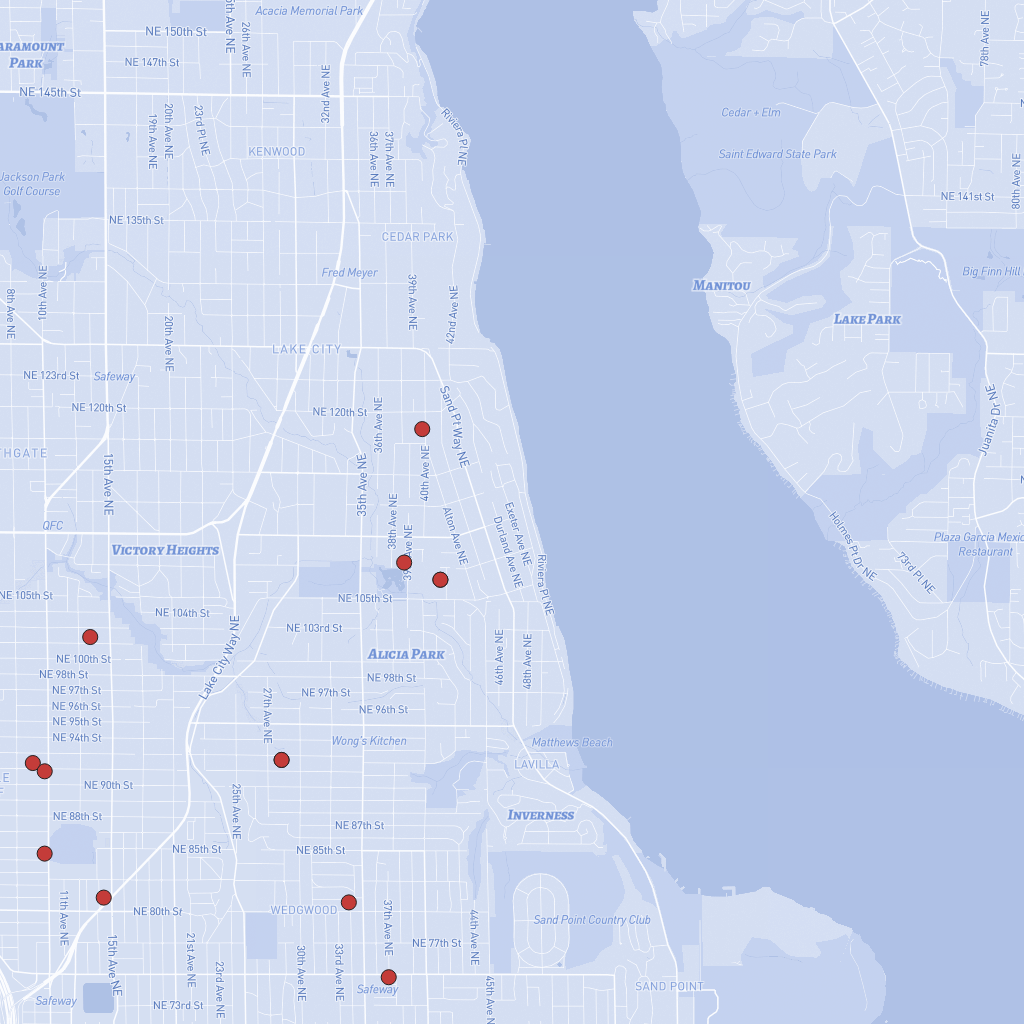 Acacia Memorial Park
NE 150th St
26th Ave NE
78th Ave NE
PARK
NE 147th St
32nd Ave NE
NE 145th St
Cedar + Elm
19th Ave NE
20th Ave NE
23rd Pl NE
36th Ave NE
37th Ave NE
Riviera Pl NE
KENWOOD
Saint Edward State Park
80th Ave NE
Jackson Park
Golf Course
NE 141st St
NE 135th St
CEDAR PARK
Fred Meyer
Big Finn Hill
MANITOU
8th Ave NE
10th Ave NE
39th Ave NE
42nd Ave NE
LAKE PARK
20th Ave NE
LAKE CITY
NE 123rd St
Safeway
NE 120th St
NE 120th St
36th Ave NE
Sand Pt Way NE
Juanita Dr NE
15th Ave NE
35th Ave NE
40th Ave NE
QFC
38th Ave NE
Alton Ave NE
Exeter Ave NE
Durland Ave NE
Holmes Pt Dr NE
VICTORY HEIGHTS
Plaza Garcia Mexic
Restaurant
73rd Pl NE
Riviera Pl NE
NE 105th St
NE 105th St
NE 104th St
NE 103rd St
Lake City Way NE
46th Ave NE
48th Ave NE
ALICIA PARK
NE 100th St
NE 98th St
NE 98th St
NE 97th St
NE 97th St
NE 96th St
NE 96th St
27th Ave NE
NE 95th St
NE 94th St
Wong's Kitchen
Matthews Beach
LAVILLA
NE 90th St
25th Ave NE
NE 88th St
INVERNESS
NE 87th St
NE 85th St
NE 85th St
WEDGWOOD
NE 80th St
11th Ave NE
37th Ave NE
44th Ave NE
Sand Point Country Club
NE 77th St
15th Ave NE
21st Ave NE
23rd Ave NE
30th Ave NE
33rd Ave NE
45th Ave NE
Safeway
SAND POINT
Safeway
NE 73rd St